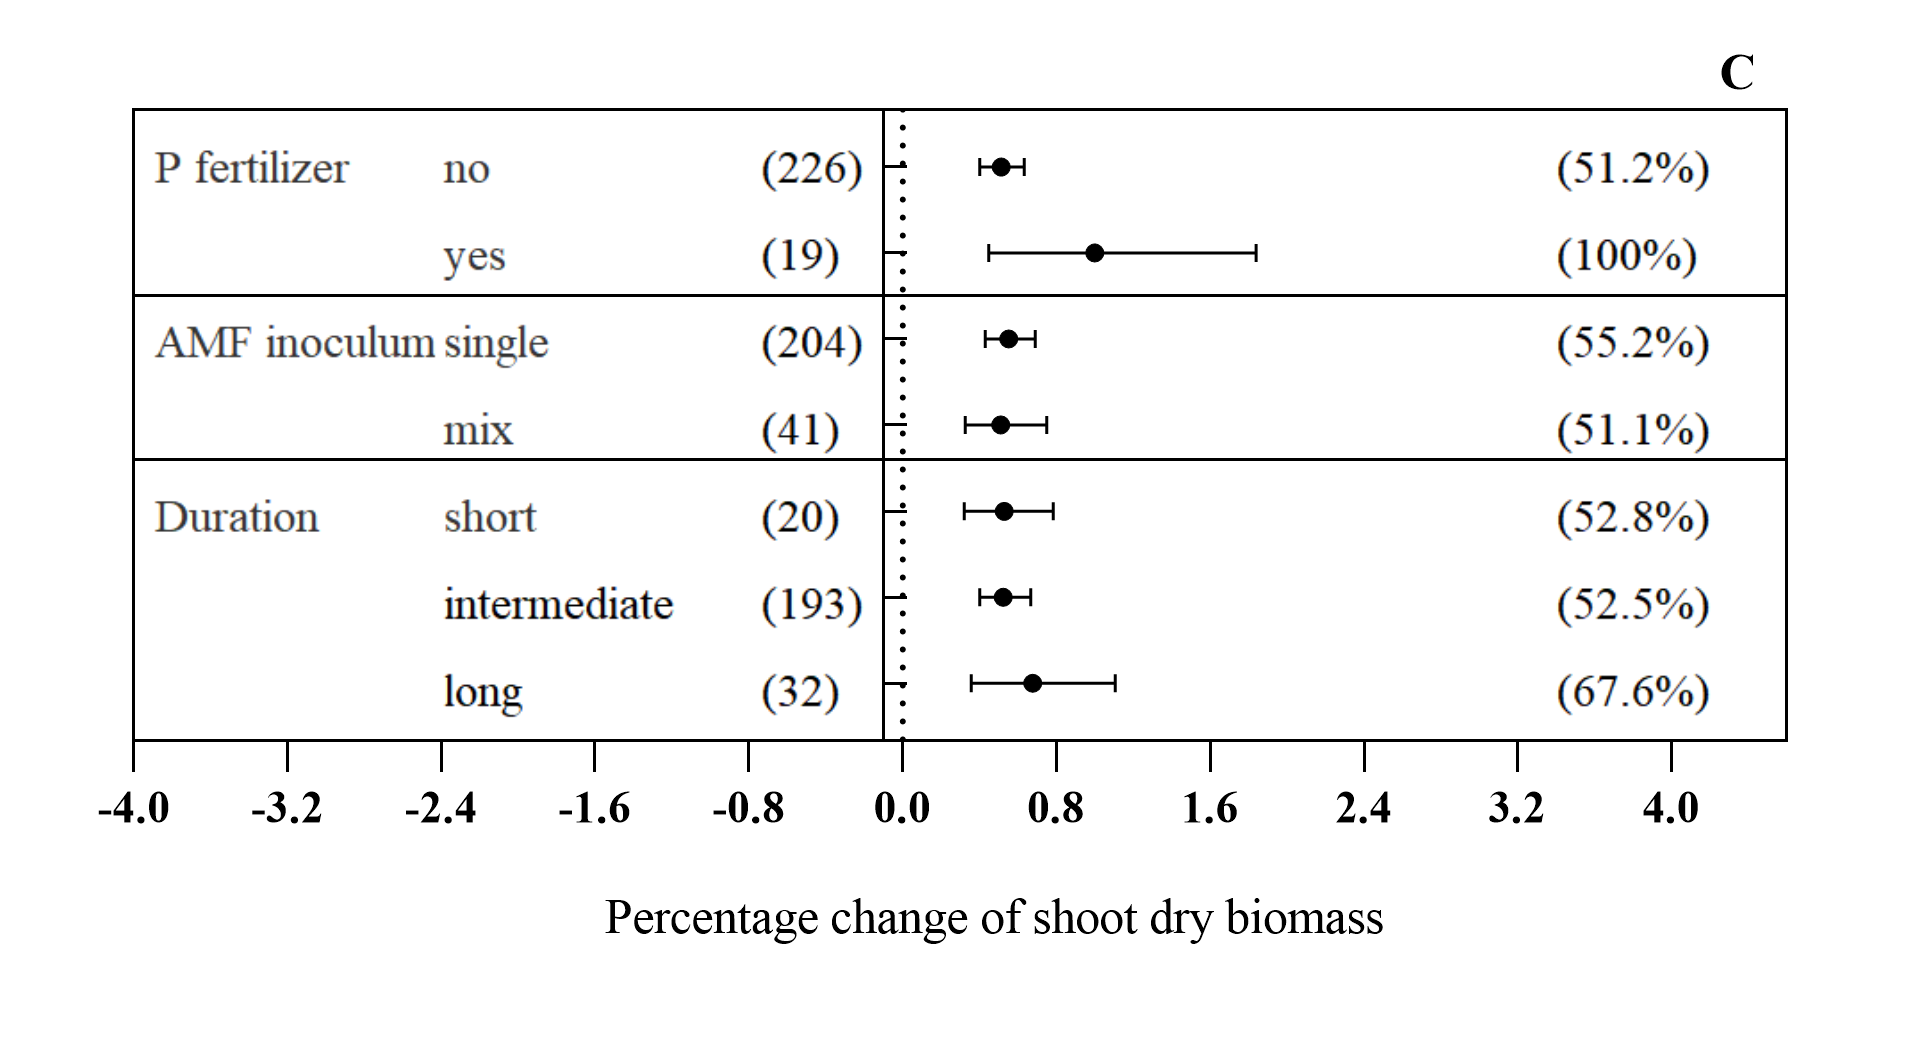 C
P fertilizer no (226) (51.2%)
yes (19) (100%)
AMF inoculum single (204) (55.2%)
mix (41) (51.1%)
Duration short (20) (52.8%)
intermediate (193) (52.5%)
long (32) (67.6%)
-4.0 -3.2 -2.4 -1.6 -0.8 0.0 0.8 1.6 2.4 3.2 4.0
Percentage change of shoot dry biomass